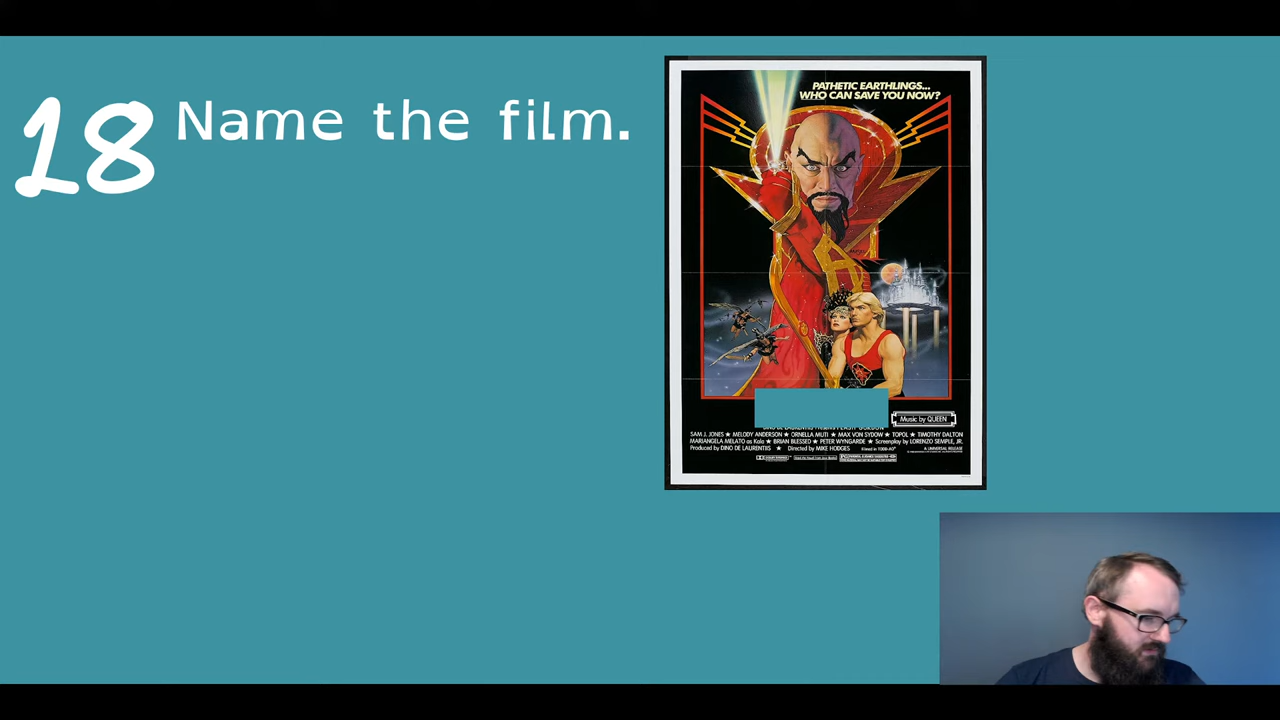 18 Name the film.
PATHETIC EARTHLINGS...
WHO CAN SAVE YOU NOW?
Music by QUEEN
SAM J. JONES ★ MELODY ANDERSON ★ ORNELLA MUTI ★ MAX VON SYDOW ★ TOPOL ★ TIMOTHY DALTON
MARIANGELA MELATO as Kala ★ BRIAN BLESSED ★ PETER WYNGARDE ★ Screenplay by LORENZO SEMPLE, JR.
Produced by DINO DE LAURENTIIS ★ Directed by MIKE HODGES
A UNIVERSAL RELEASE